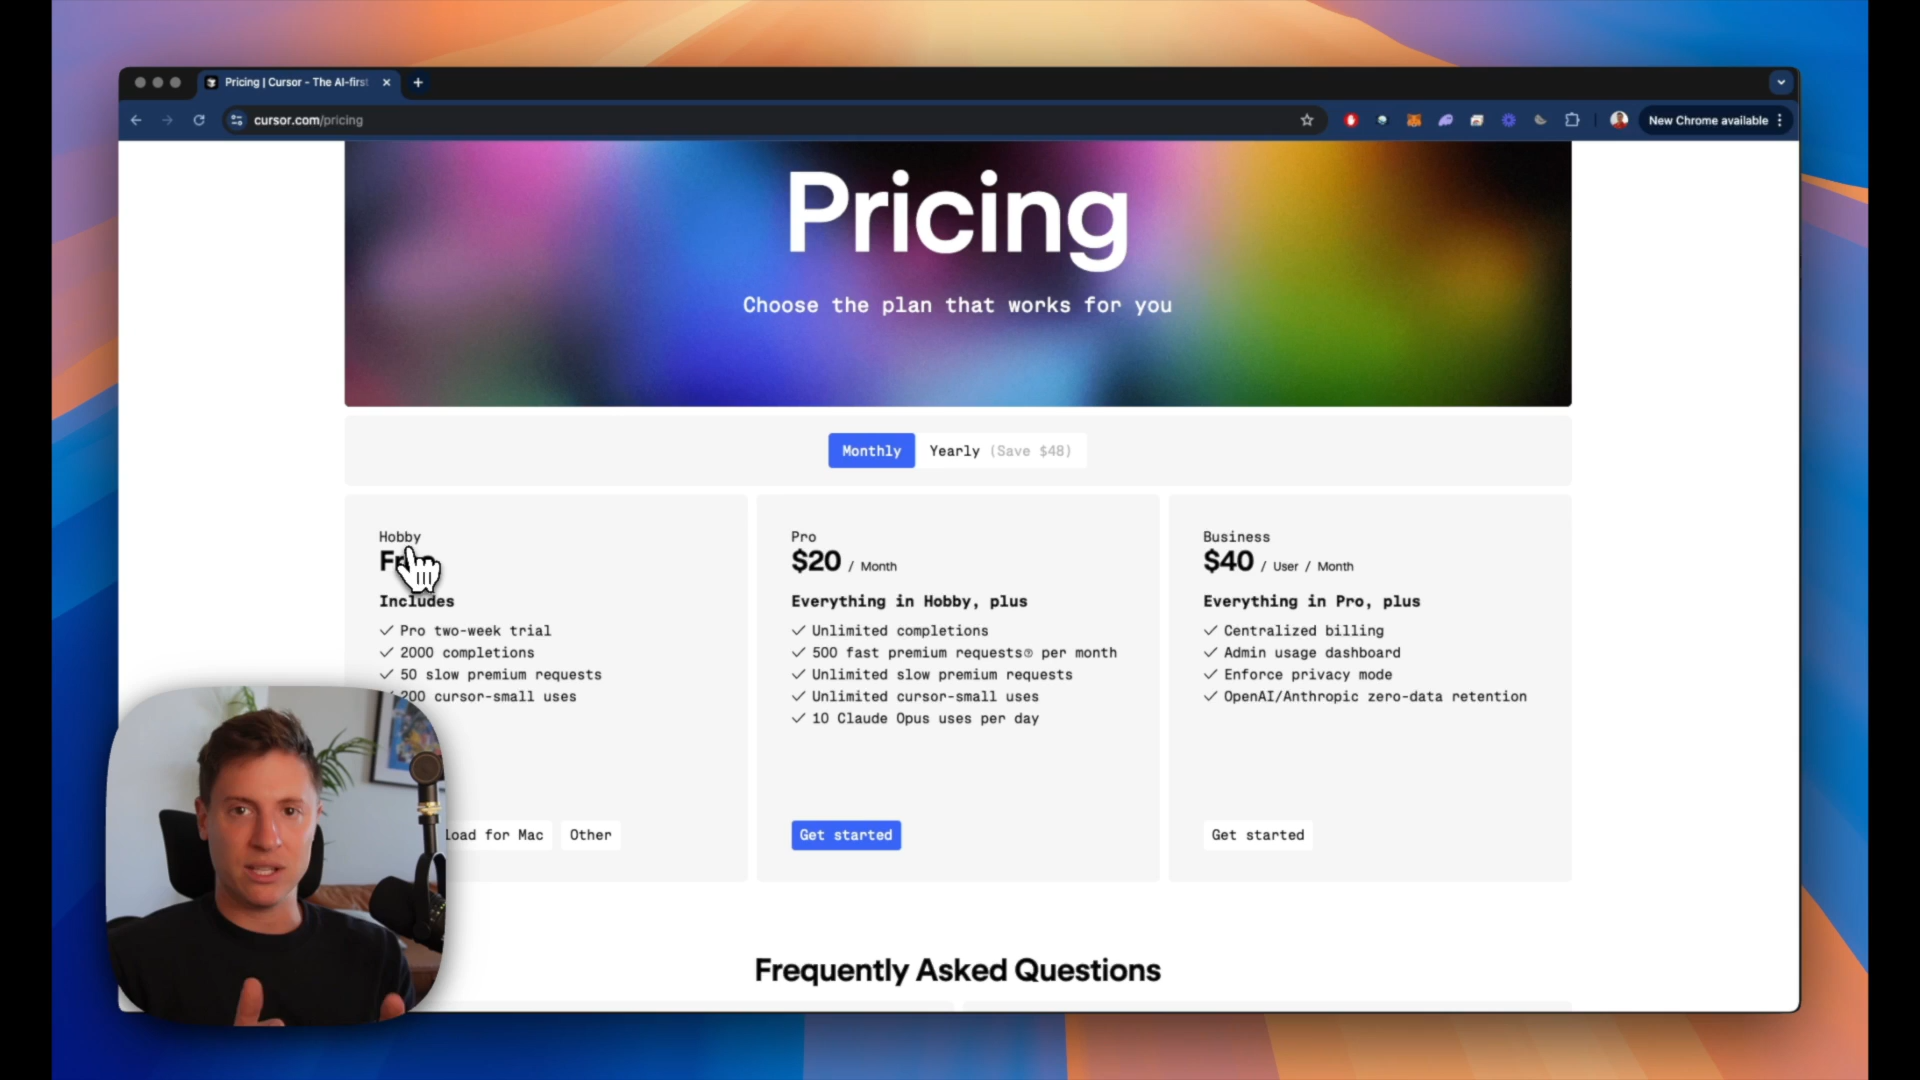 Pricing | Cursor - The AI-first
cursor.com/pricing
New Chrome available
Pricing
Choose the plan that works for you
Monthly
Yearly (Save $48)
Hobby
Includes
Pro two-week trial
2000 completions
50 slow premium requests
200 cursor-small uses
load for Mac
Other
Pro
$20 / Month
Everything in Hobby, plus
Unlimited completions
500 fast premium requests per month
Unlimited slow premium requests
Unlimited cursor-small uses
10 Claude Opus uses per day
Get started
Business
$40 / User / Month
Everything in Pro, plus
Centralized billing
Admin usage dashboard
Enforce privacy mode
OpenAI/Anthropic zero-data retention
Get started
Frequently Asked Questions